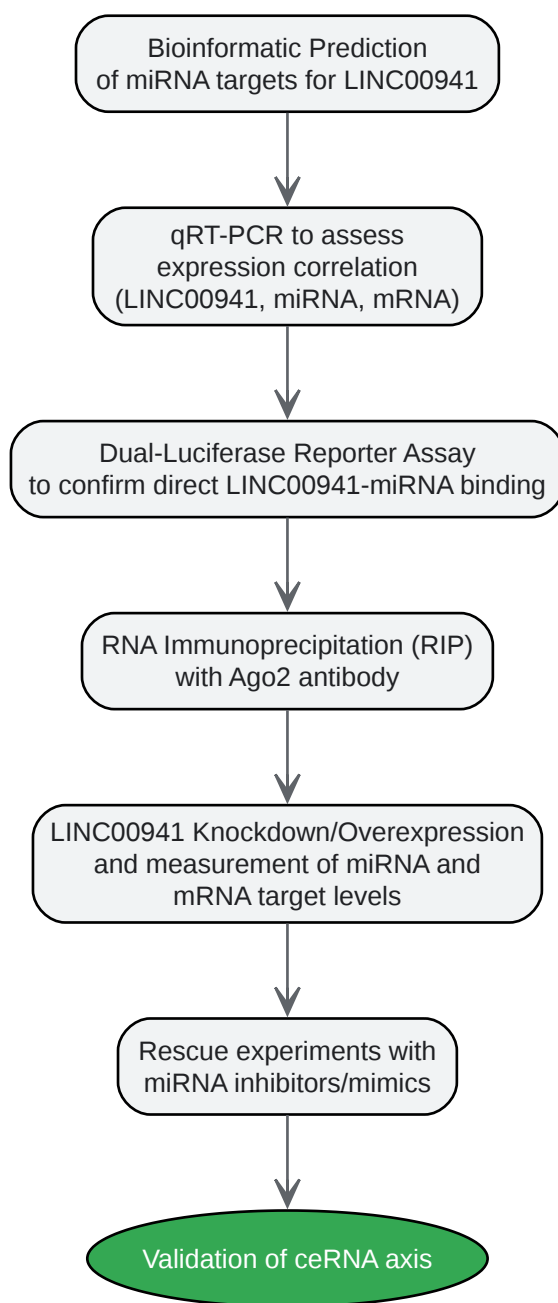 Bioinformatic Prediction
of miRNA targets for LINC00941
qRT-PCR to assess
expression correlation
(LINC00941, miRNA, mRNA)
Dual-Luciferase Reporter Assay
to confirm direct LINC00941-miRNA binding
RNA Immunoprecipitation (RIP)
with Ago2 antibody
LINC00941 Knockdown/Overexpression
and measurement of miRNA and
mRNA target levels
Rescue experiments with
miRNA inhibitors/mimics
Validation of ceRNA axis